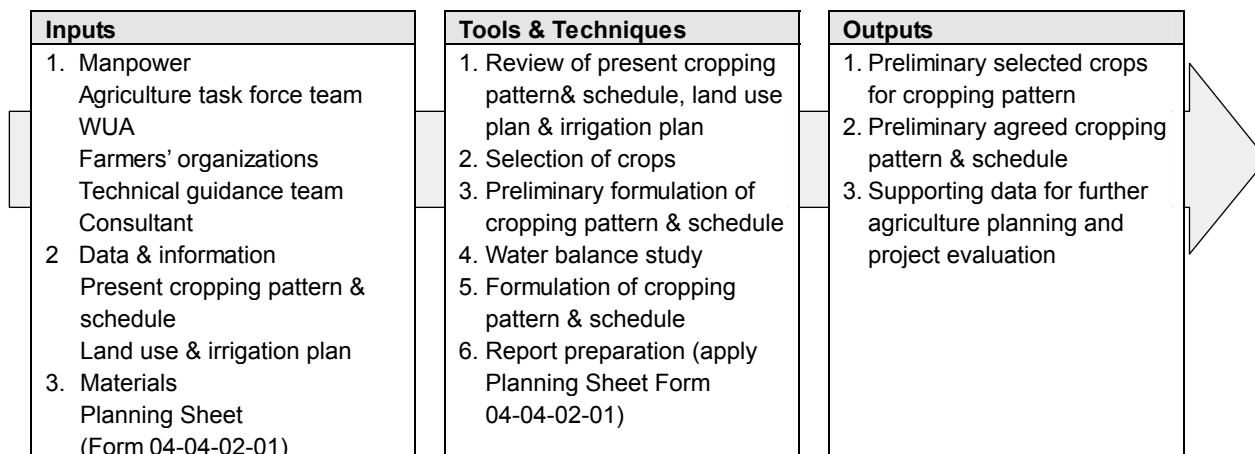 Inputs
1. Manpower
Agriculture task force team
WUA
Farmers’ organizations
Technical guidance team
Consultant
2 Data & information
Present cropping pattern &
schedule
Land use & irrigation plan
3. Materials
Planning Sheet
(Form 04-04-02-01)
Tools & Techniques
1. Review of present cropping
pattern& schedule, land use
plan & irrigation plan
2. Selection of crops
3. Preliminary formulation of
cropping pattern & schedule
4. Water balance study
5. Formulation of cropping
pattern & schedule
6. Report preparation (apply
Planning Sheet Form
04-04-02-01)
Outputs
1. Preliminary selected crops
for cropping pattern
2. Preliminary agreed cropping
pattern & schedule
3. Supporting data for further
agriculture planning and
project evaluation